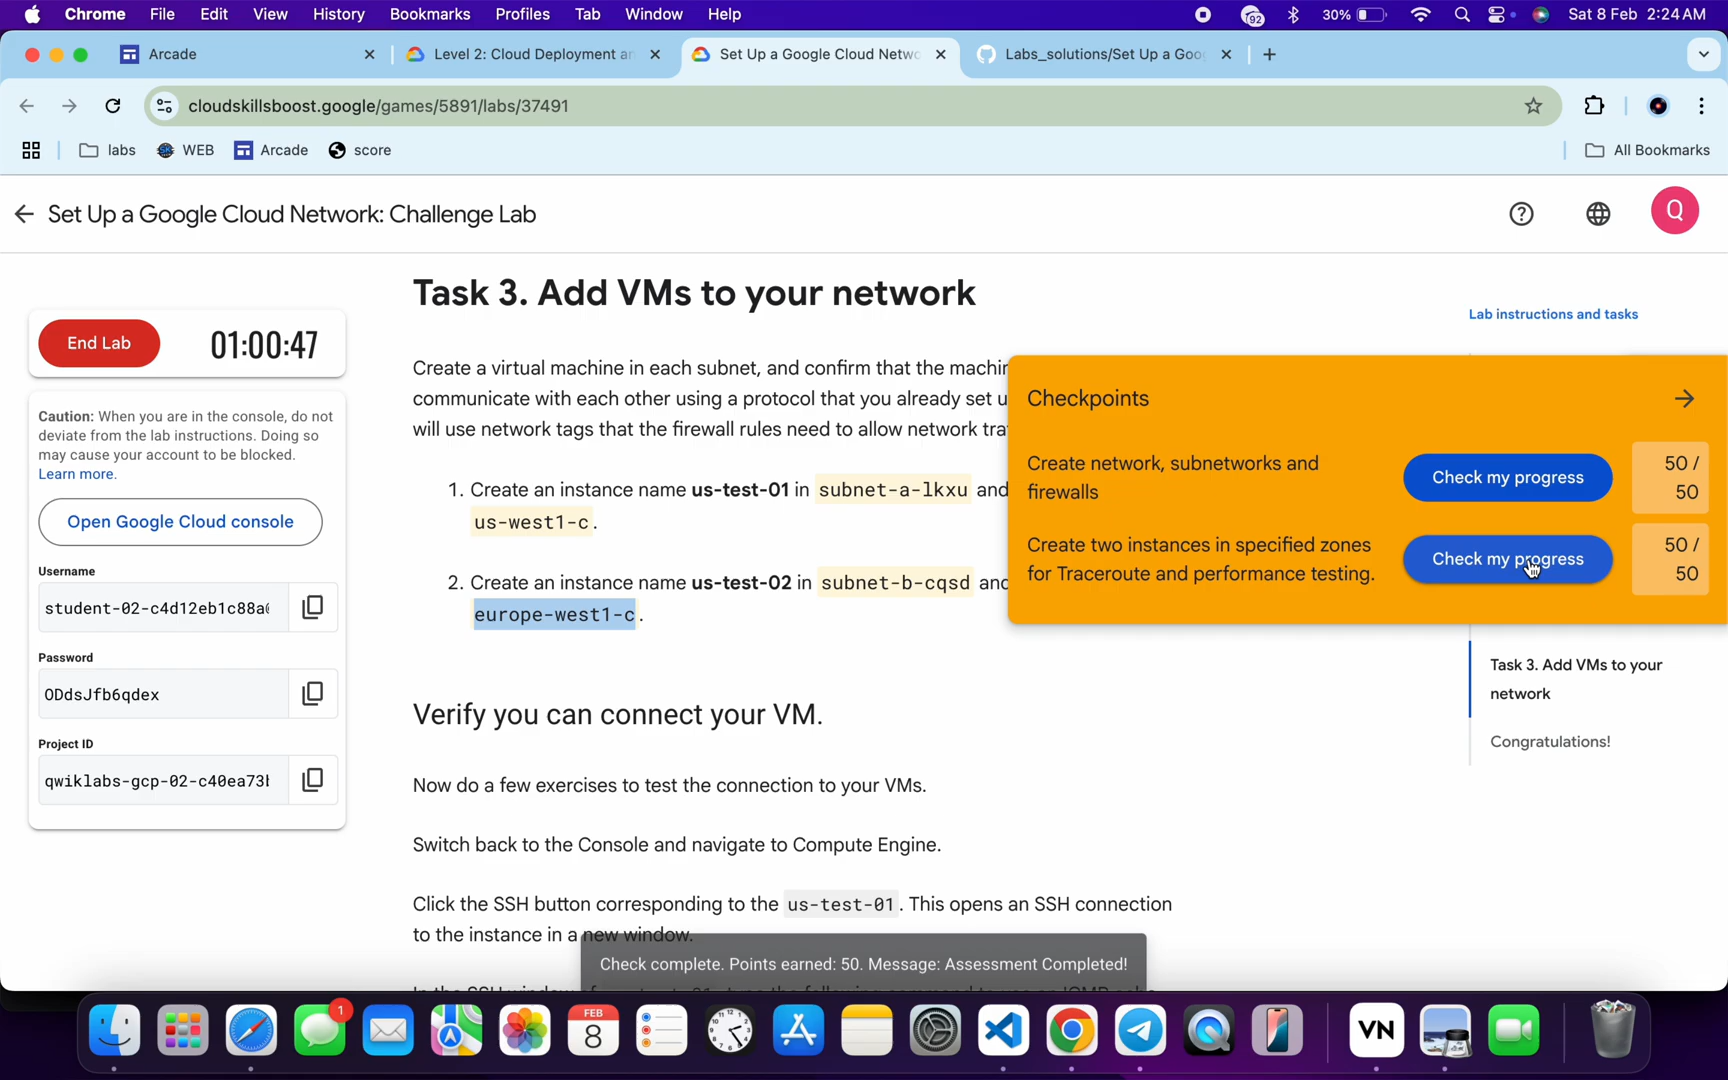 Chrome File Edit View History Bookmarks Profiles Tab Window Help
92 30% Sat 8 Feb 2:24 AM
Arcade
Level 2: Cloud Deployment an
Set Up a Google Cloud Netwo
Labs_solutions/Set Up a Goo
cloudskillsboost.google/games/5891/labs/37491
labs WEB Arcade score All Bookmarks
Set Up a Google Cloud Network: Challenge Lab
Q
End Lab
01:00:47
Caution: When you are in the console, do not
deviate from the lab instructions. Doing so
may cause your account to be blocked.
Learn more.
Open Google Cloud console
Username
student-02-c4d12eb1c88a
Password
ODdsJfb6qdex
Project ID
qwiklabs-gcp-02-c40ea73
Task 3. Add VMs to your network
Create a virtual machine in each subnet, and confirm that the machin
communicate with each other using a protocol that you already set u
will use network tags that the firewall rules need to allow network tra
1. Create an instance name us-test-01 in subnet-a-lkxu and
us-west1-c.
2. Create an instance name us-test-02 in subnet-b-cqsd and
europe-west1-c.
Verify you can connect your VM.
Now do a few exercises to test the connection to your VMs.
Switch back to the Console and navigate to Compute Engine.
Click the SSH button corresponding to the us-test-01. This opens an SSH connection
to the instance in a new window.
Check complete. Points earned: 50. Message: Assessment Completed!
Lab instructions and tasks
Checkpoints
Create network, subnetworks and
firewalls
Check my progress
50 /
50
Create two instances in specified zones
for Traceroute and performance testing.
Check my progress
50 /
50
Task 3. Add VMs to your
network
Congratulations!
1
FEB
8
VN